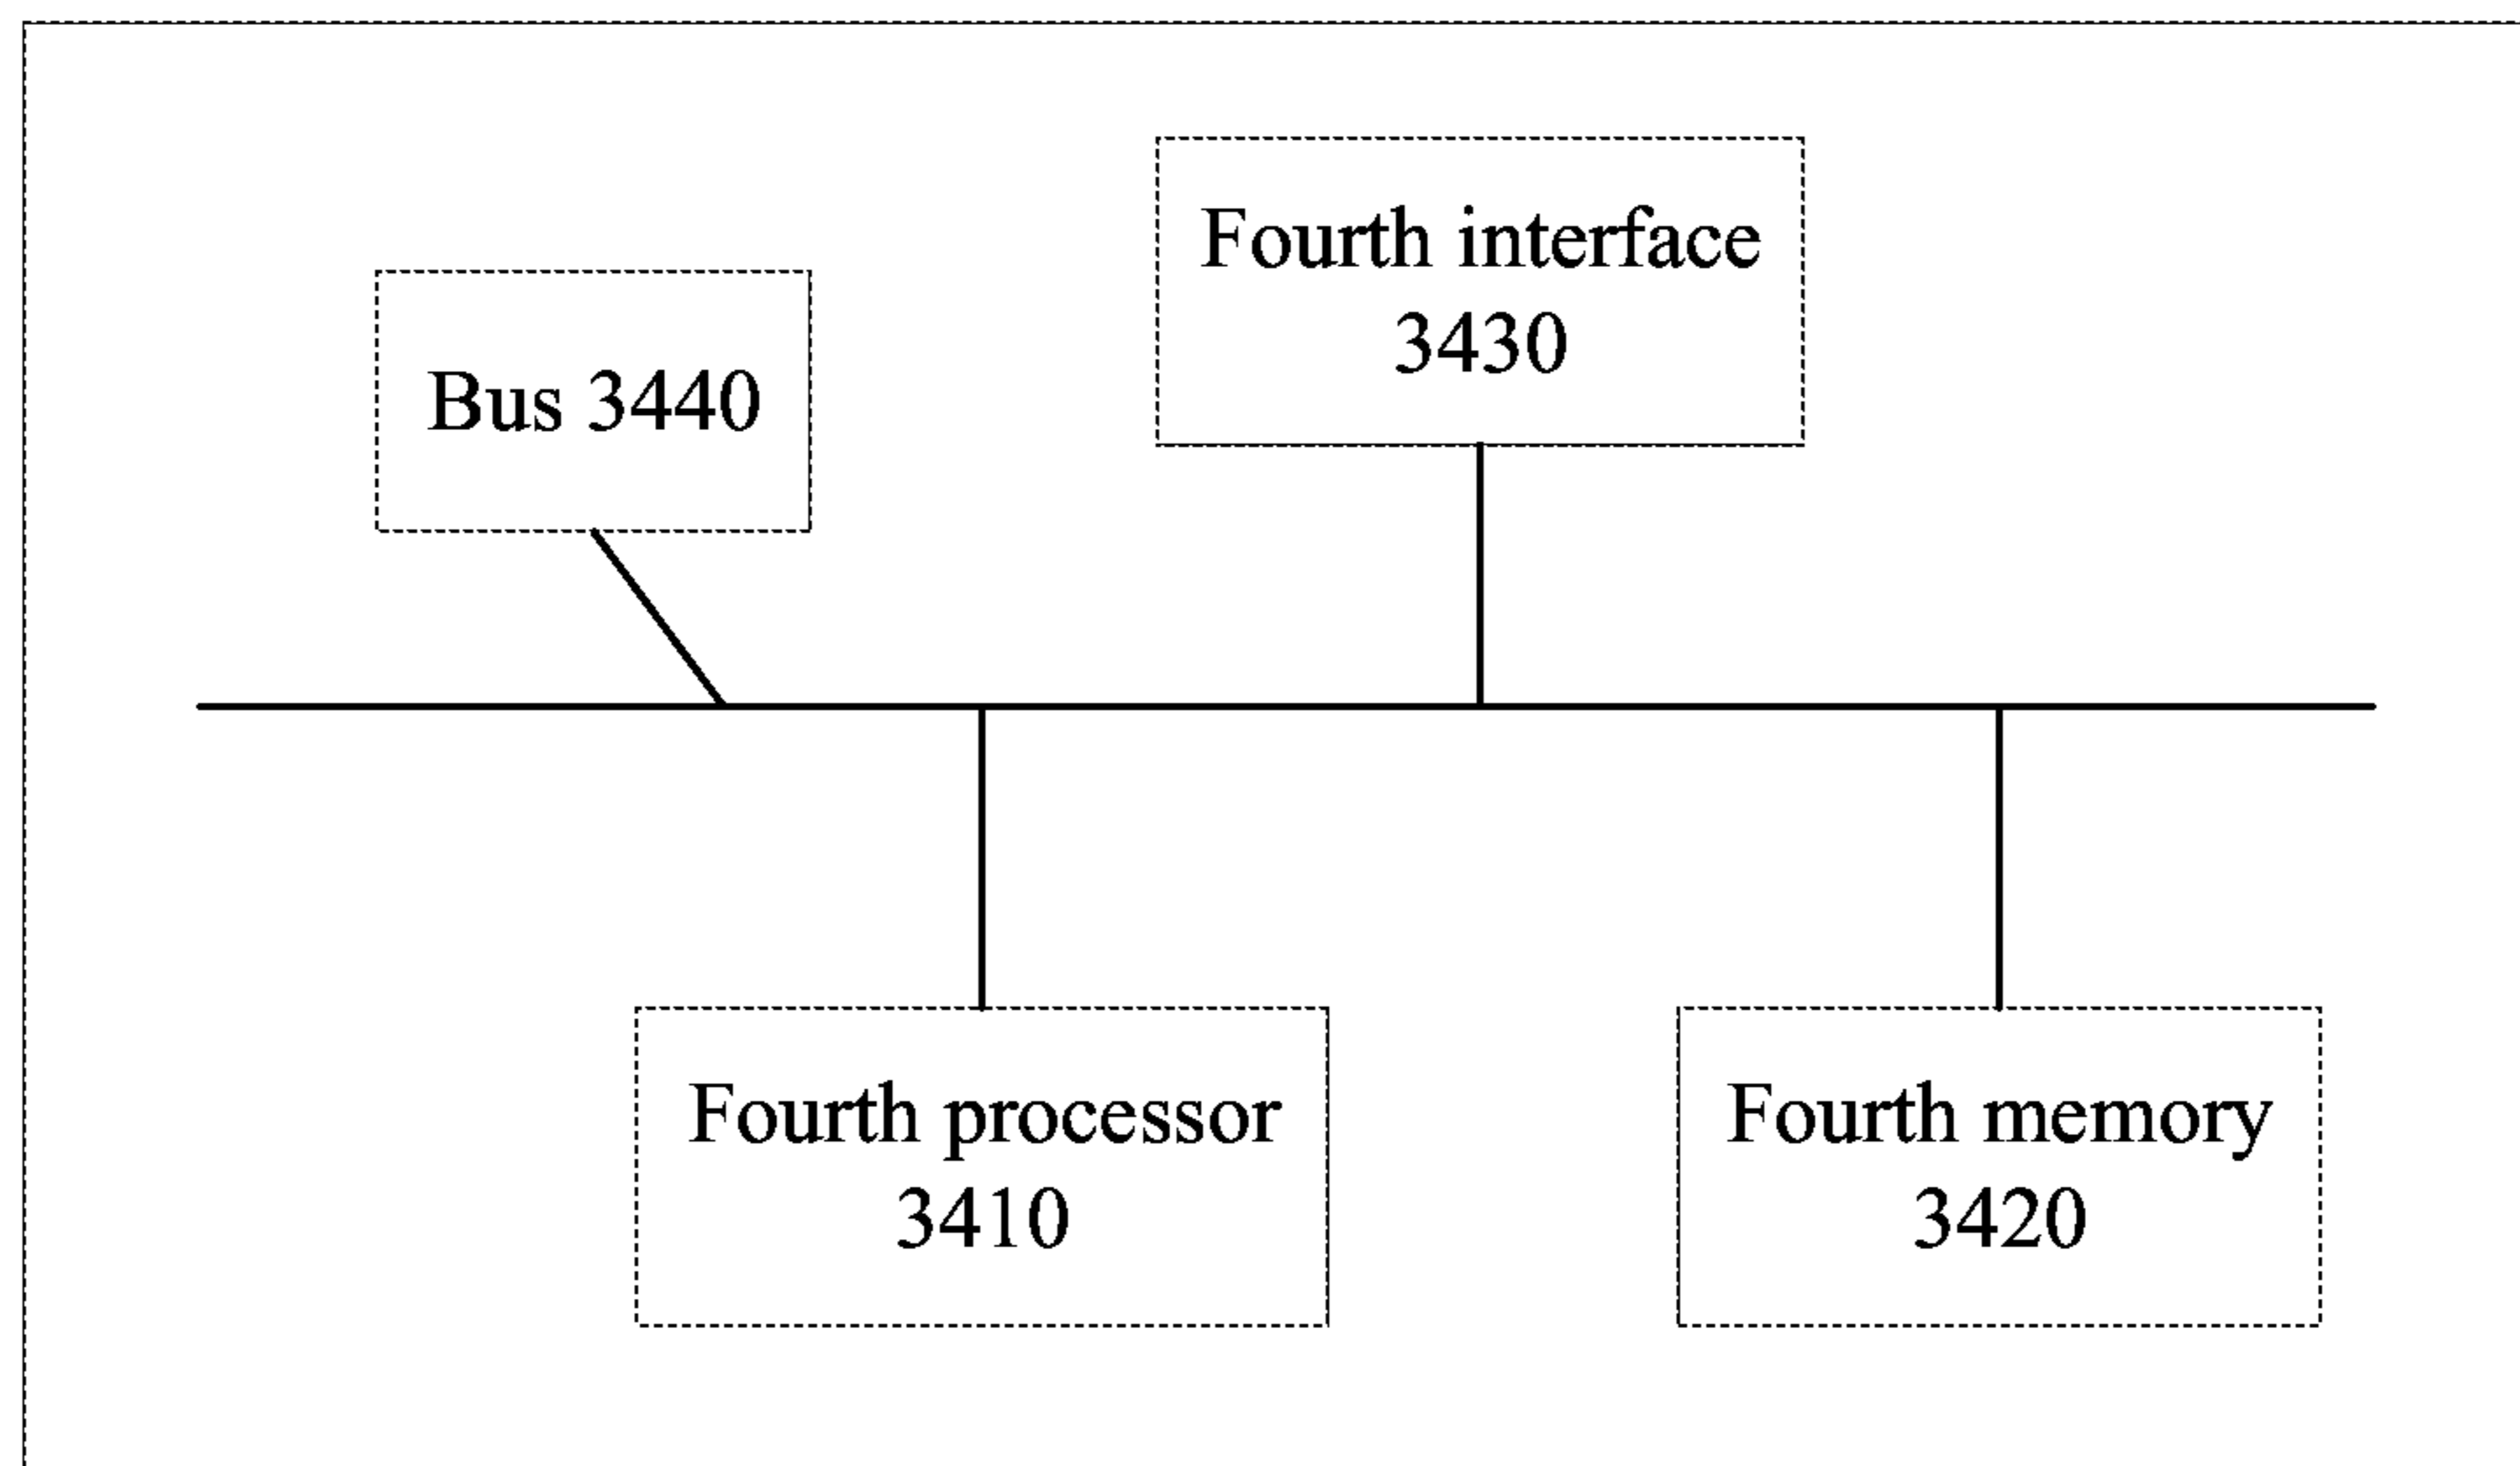 Fourth interface
3430
Bus 3440
Fourth processor
3410
Fourth memory
3420